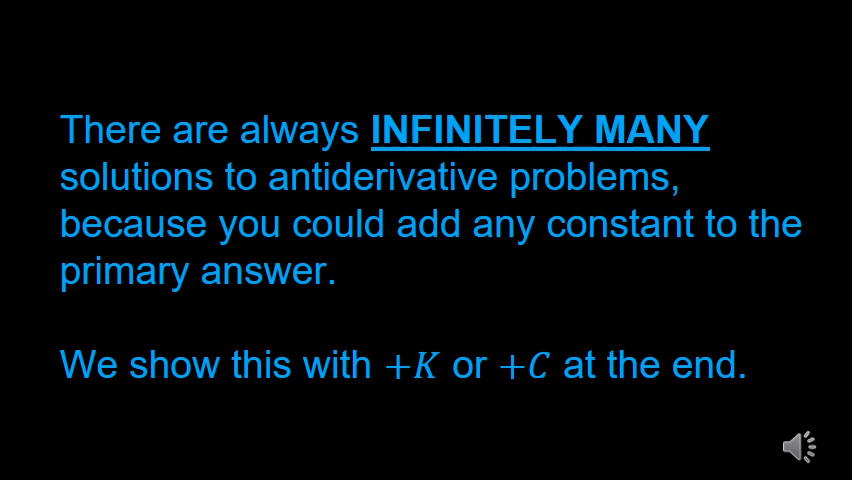 There are always INFINITELY MANY
solutions to antiderivative problems,
because you could add any constant to the
primary answer.
We show this with +K or +C at the end.